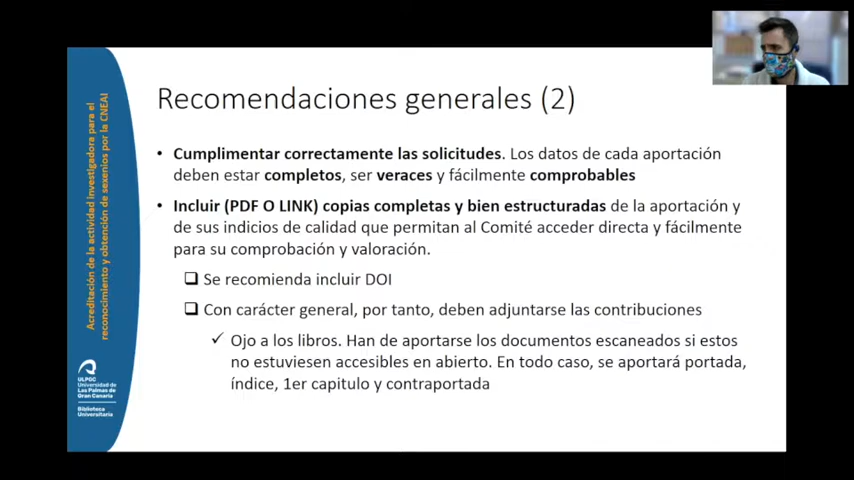 Recomendaciones generales (2)
• Cumplimentar correctamente las solicitudes. Los datos de cada aportación
deben estar completos, ser veraces y fácilmente comprobables
• Incluir (PDF O LINK) copias completas y bien estructuradas de la aportación y
de sus indicios de calidad que permitan al Comité acceder directa y fácilmente
para su comprobación y valoración.
❑ Se recomienda incluir DOI
❑ Con carácter general, por tanto, deben adjuntarse las contribuciones
✓ Ojo a los libros. Han de aportarse los documentos escaneados si estos
no estuviesen accesibles en abierto. En todo caso, se aportará portada,
índice, 1er capitulo y contraportada
Acreditación de la actividad investigadora para el
reconocimiento y obtención de sexenios por la CNEAI
ULPGC
Universidad de
Las Palmas de
Gran Canaria
Biblioteca
Universitaria